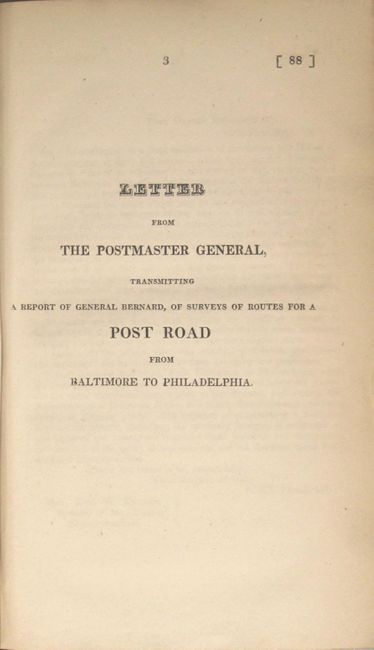 3 [ 88 ]
LETTER
FROM
THE POSTMASTER GENERAL,
TRANSMITTING
A REPORT OF GENERAL BERNARD, OF SURVEYS OF ROUTES FOR A
POST ROAD
FROM
BALTIMORE TO PHILADELPHIA.